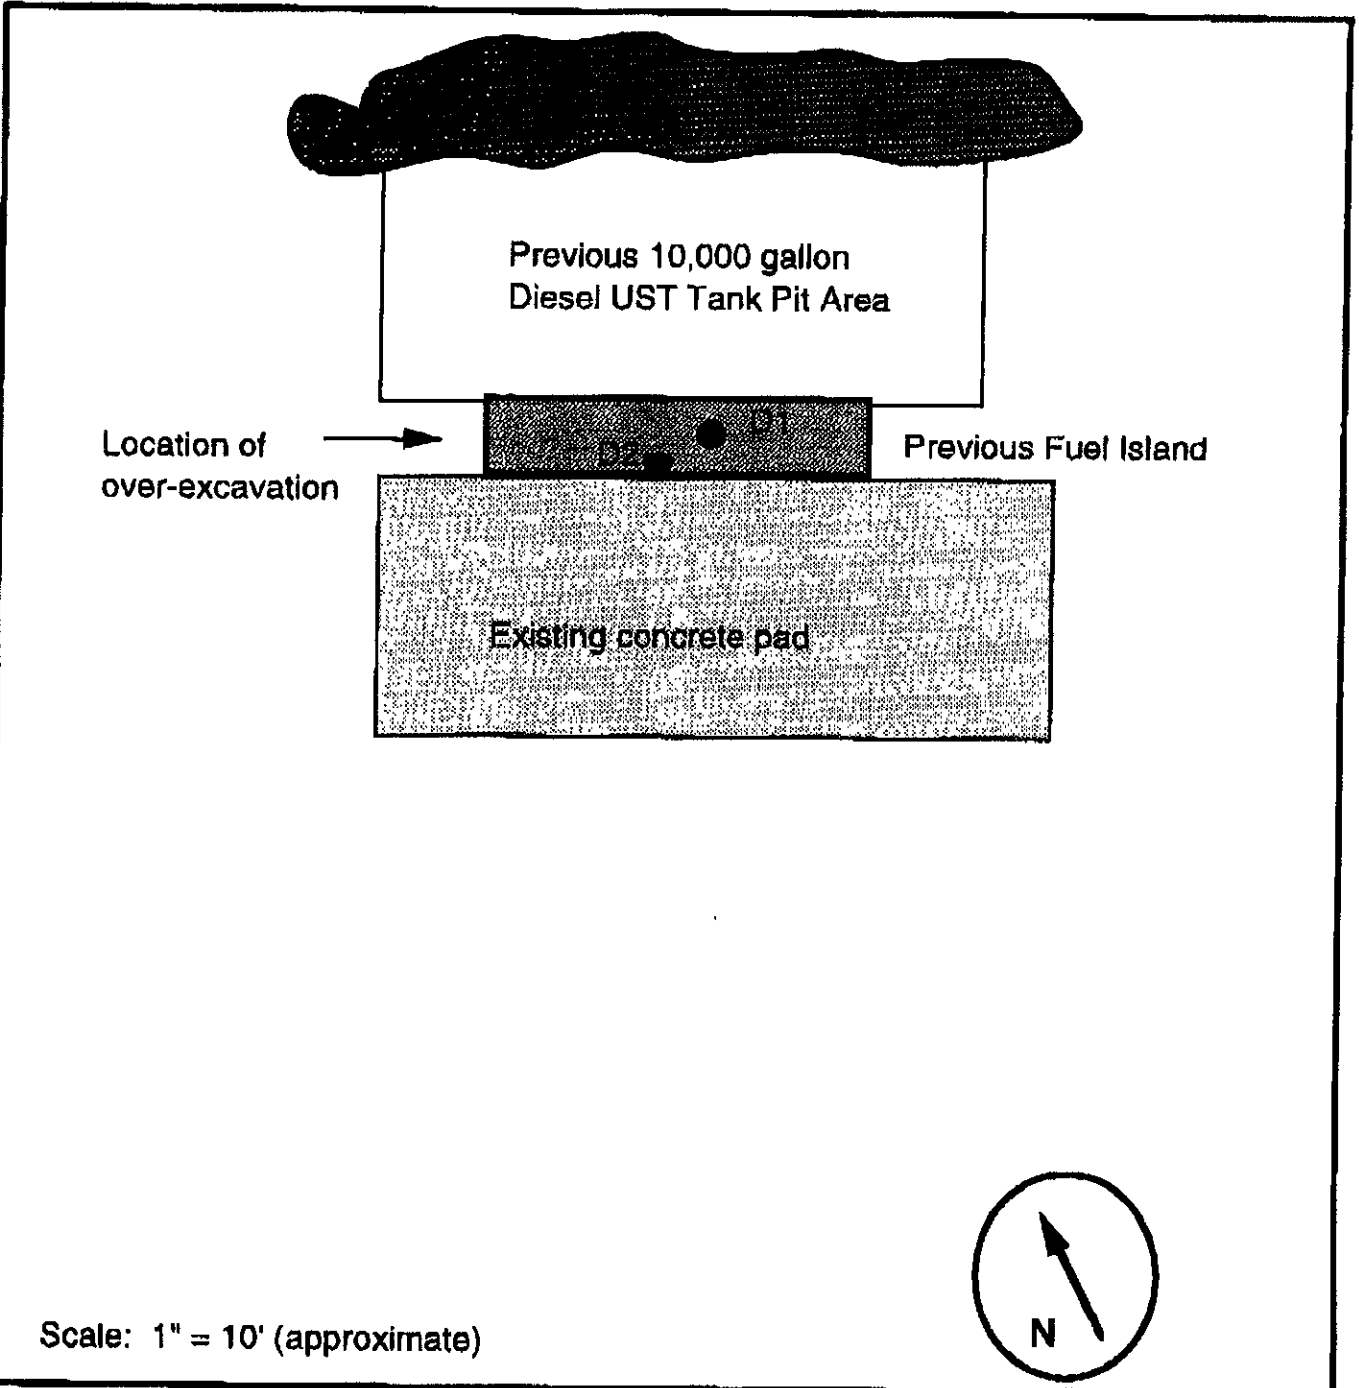 Previous 10,000 gallon
Diesel UST Tank Pit Area
D1
D2
Location of
over-excavation
Previous Fuel Island
Existing concrete pad
N
Scale: 1" = 10' (approximate)